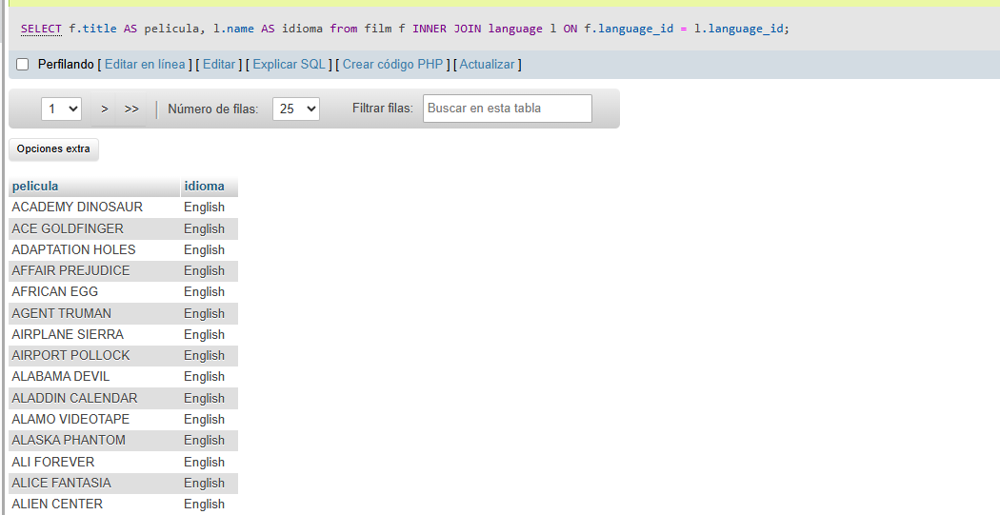 SELECT f.title AS pelicula, l.name AS idioma from film f INNER JOIN language l ON f.language_id = l.language_id;
Perfilando [ Editar en línea ] [ Editar ] [ Explicar SQL ] [ Crear código PHP ] [ Actualizar ]
1 > >> | Número de filas: 25 Filtrar filas: Buscar en esta tabla
Opciones extra
pelicula idioma
ACADEMY DINOSAUR English
ACE GOLDFINGER English
ADAPTATION HOLES English
AFFAIR PREJUDICE English
AFRICAN EGG English
AGENT TRUMAN English
AIRPLANE SIERRA English
AIRPORT POLLOCK English
ALABAMA DEVIL English
ALADDIN CALENDAR English
ALAMO VIDEOTAPE English
ALASKA PHANTOM English
ALI FOREVER English
ALICE FANTASIA English
ALIEN CENTER English